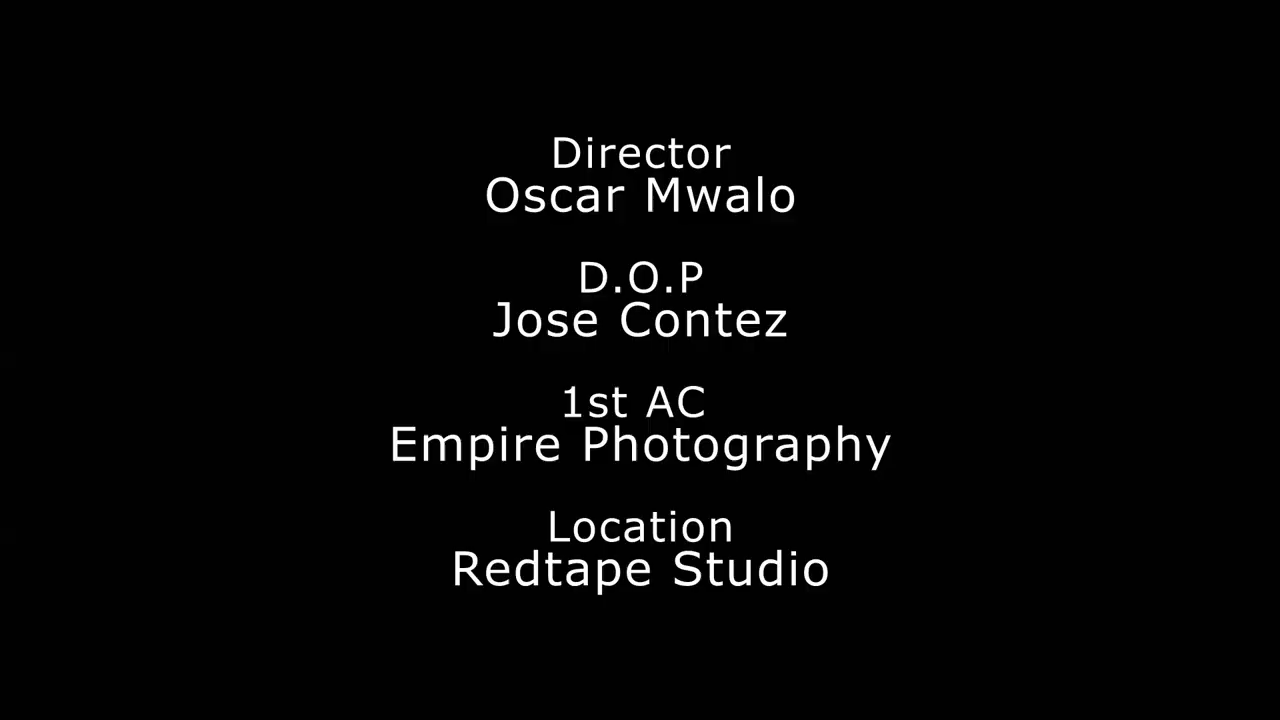 Director
Oscar Mwalo
D.O.P
Jose Contez
1st AC
Empire Photography
Location
Redtape Studio